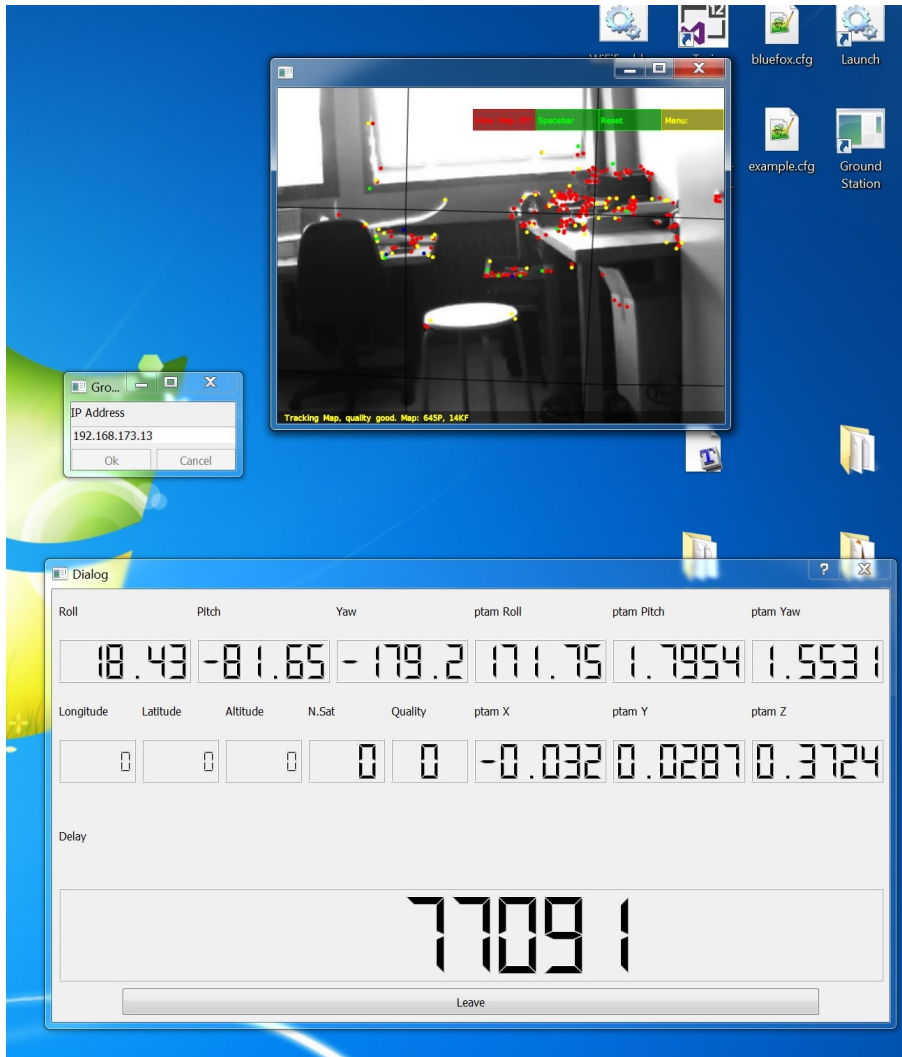 12
bluefox.cfg
Launch
example.cfg
Ground
Station
Spacebar
Reset
Menu:
Tracking Map, quality good. Map: 645P, 14KF
Gro...
IP Address
192.168.173.13
Ok Cancel
T
Dialog
Roll Pitch Yaw ptam Roll ptam Pitch ptam Yaw
18.43 -81.65 -179.2 171.75 1.7954 1.5531
Longitude Latitude Altitude N.Sat Quality ptam X ptam Y ptam Z
0 0 0 0 0 -0.032 0.0287 0.3724
Delay
77091
Leave